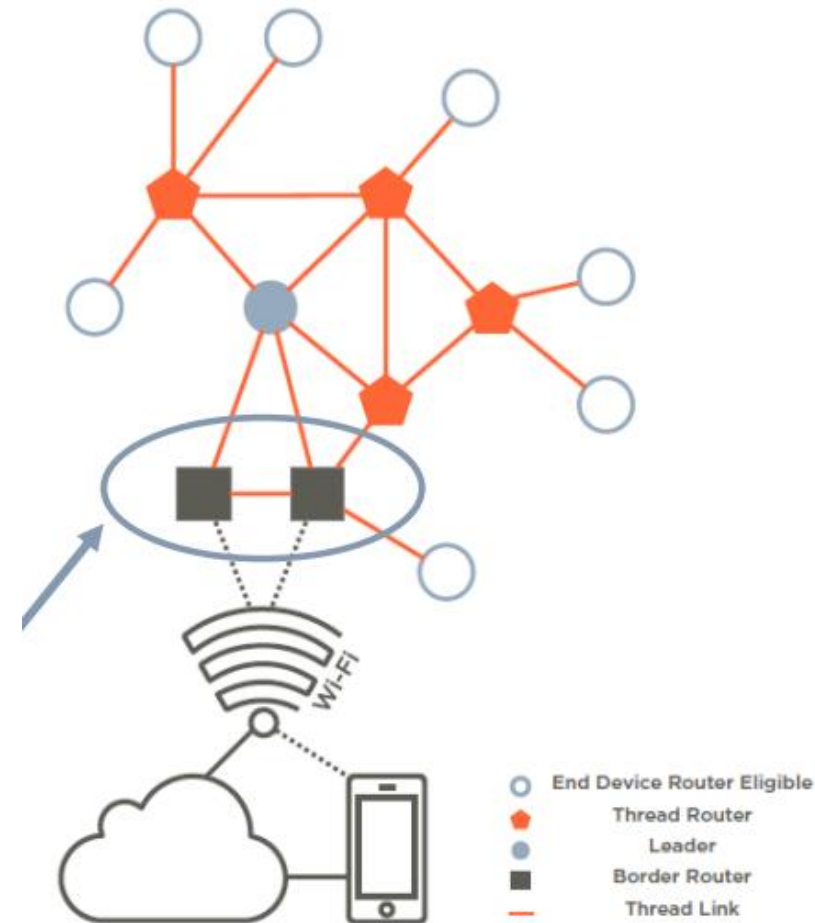 Wi-Fi
End Device Router Eligible
Thread Router
Leader
Border Router
Thread Link